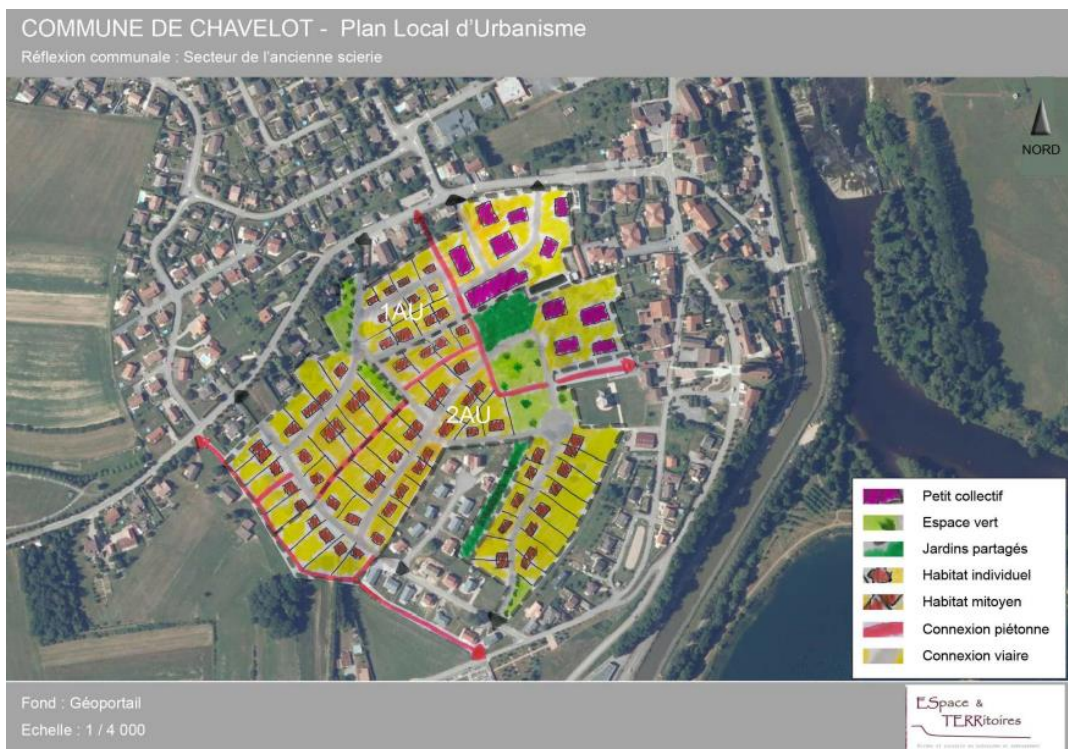 COMMUNE DE CHAVELOT - Plan Local d'Urbanisme
Réflexion communale : Secteur de l'ancienne scierie
NORD
1AU
2AU
Petit collectif
Espace vert
Jardins partagés
Habitat individuel
Habitat mitoyen
Connexion piétonne
Connexion viaire
Fond : Géoportail
Echelle : 1 / 4 000
ESpace &
TERRitoires